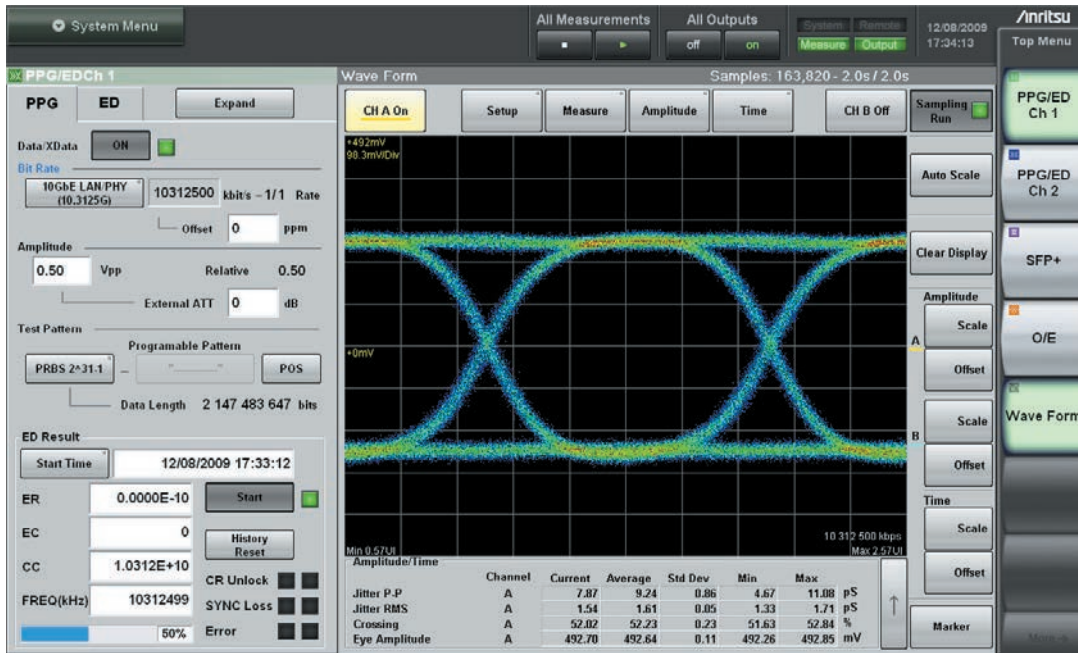 System Menu
All Measurements
All Outputs
off
on
System
Remote
Measure
Output
12/08/2009
17:34:13
Anritsu
Top Menu
PPG/EDCh 1
PPG
ED
Expand
Data/XData
ON
Bit Rate
10GbE LAN/PHY
(10.3125G)
10312500 kbit/s - 1/1 Rate
Offset 0 ppm
Amplitude
0.50 Vpp Relative 0.50
External ATT 0 dB
Test Pattern
Programable Pattern
PRBS 2^31-1 - "------" POS
Data Length 2 147 483 647 bits
ED Result
Start Time 12/08/2009 17:33:12
ER 0.0000E-10 Start
EC 0
History
Reset
CC 1.0312E+10
CR Unlock
FREQ(kHz) 10312499
SYNC Loss
50%
Error
Wave Form
Samples: 163,820 - 2.0s / 2.0s
CH A On
Setup
Measure
Amplitude
Time
CH B Off
Sampling
Run
+492mV
98.3mV/Div
+0mV
Min 0.57UI
10 312 500 kbps
Max 2.57UI
Auto Scale
Clear Display
Amplitude
A
Scale
Offset
B
Scale
Offset
Time
Scale
Offset
Marker
Amplitude/Time
Channel Current Average Std Dev Min Max
Jitter P-P A 7.87 9.24 0.86 4.67 11.08 pS
Jitter RMS A 1.54 1.61 0.05 1.33 1.71 pS
Crossing A 52.02 52.23 0.23 51.63 52.84 %
Eye Amplitude A 492.70 492.64 0.11 492.26 492.85 mV
PPG/ED
Ch 1
PPG/ED
Ch 2
SFP+
O/E
Wave Form
More